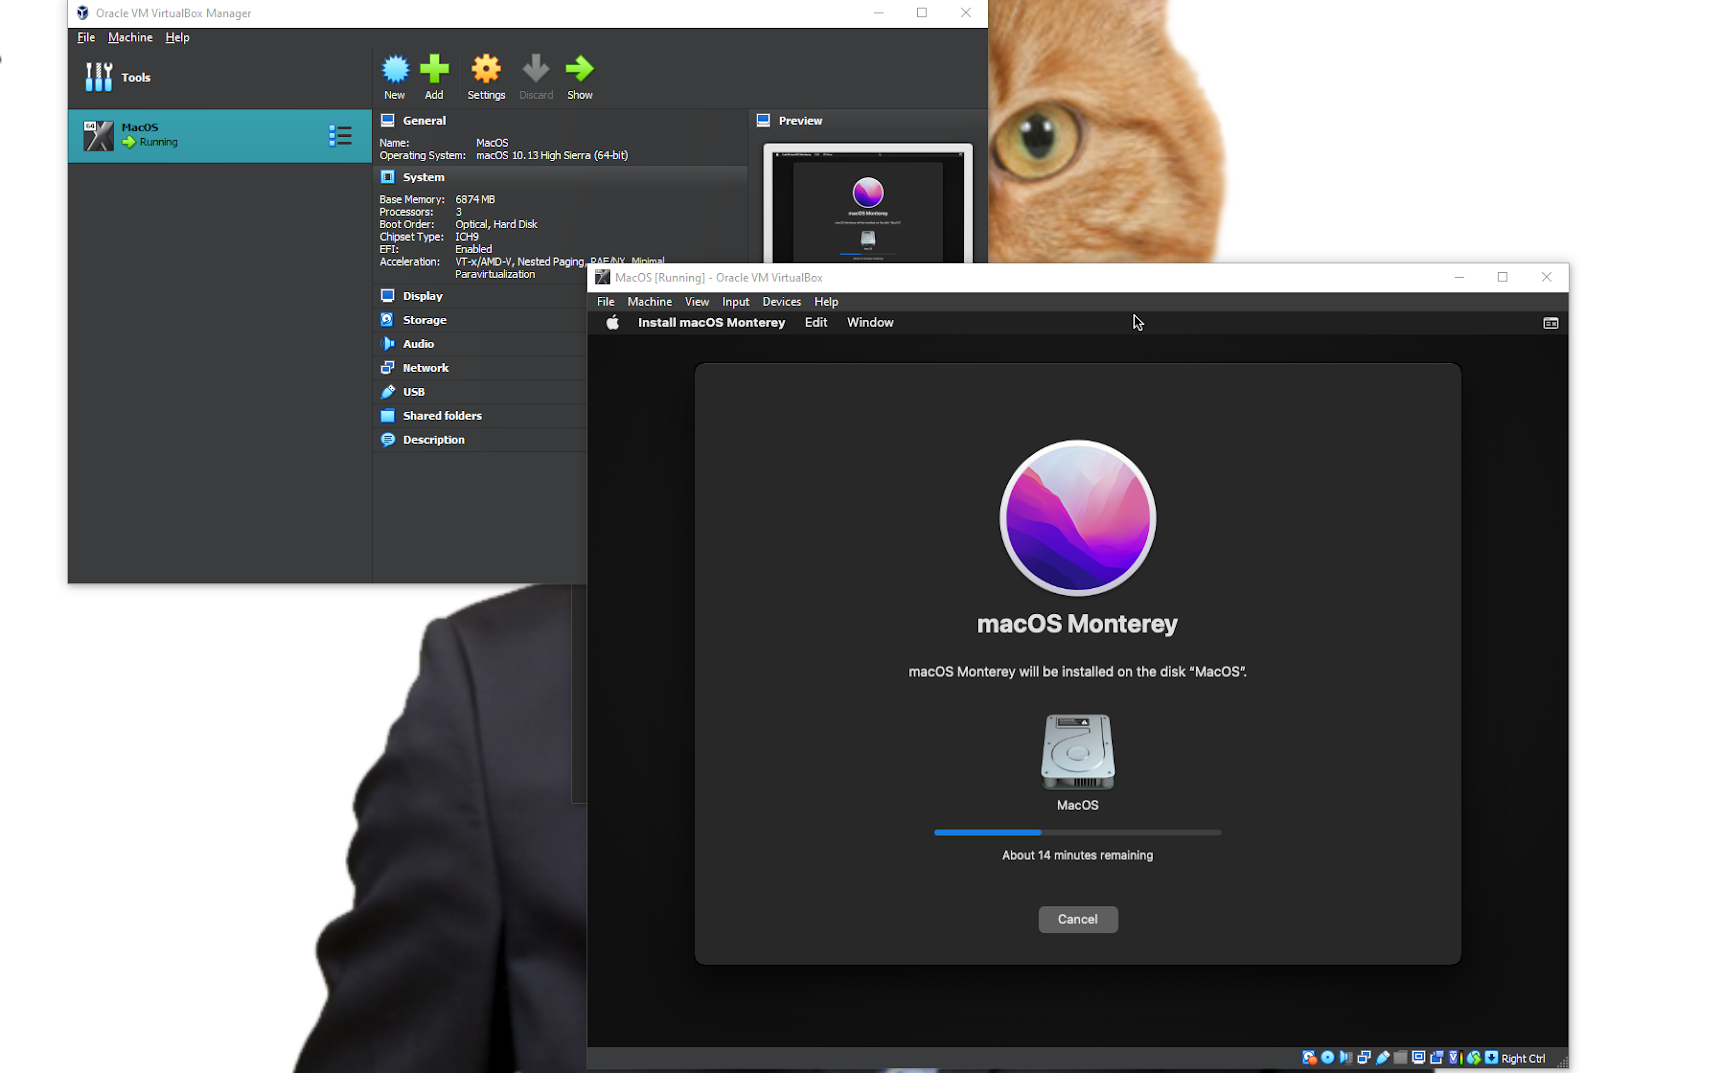 Oracle VM VirtualBox Manager
File Machine Help
Tools
New Add Settings Discard Show
MacOS
Running
General
Name: MacOS
Operating System: macOS 10.13 High Sierra (64-bit)
System
Base Memory: 6874 MB
Processors: 3
Boot Order: Optical, Hard Disk
Chipset Type: ICH9
EFI: Enabled
Acceleration: VT-x/AMD-V, Nested Paging, PAE/NX, Minimal
Paravirtualization
Display
Storage
Audio
Network
USB
Shared folders
Description
Preview
macOS Monterey
MacOS [Running] - Oracle VM VirtualBox
File Machine View Input Devices Help
Install macOS Monterey Edit Window
macOS Monterey
macOS Monterey will be installed on the disk “MacOS”.
MacOS
About 14 minutes remaining
Cancel
Right Ctrl